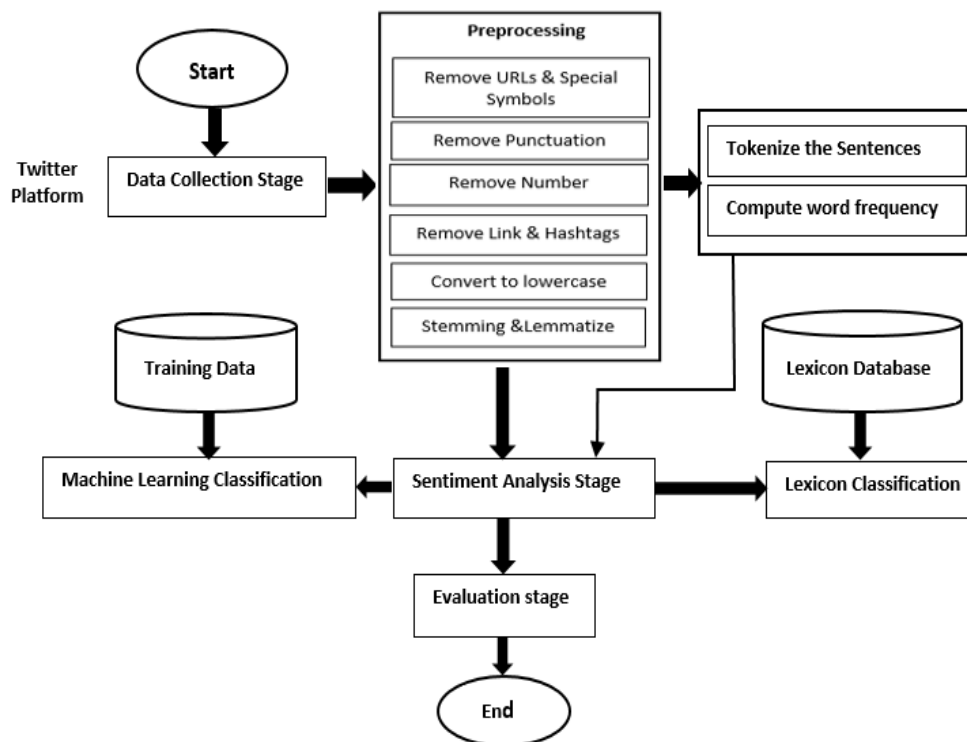 Start
Twitter
Platform
Data Collection Stage
Preprocessing
Remove URLs & Special
Symbols
Remove Punctuation
Remove Number
Remove Link & Hashtags
Convert to lowercase
Stemming &Lemmatize
Tokenize the Sentences
Compute word frequency
Training Data
Lexicon Database
Machine Learning Classification
Sentiment Analysis Stage
Lexicon Classification
Evaluation stage
End